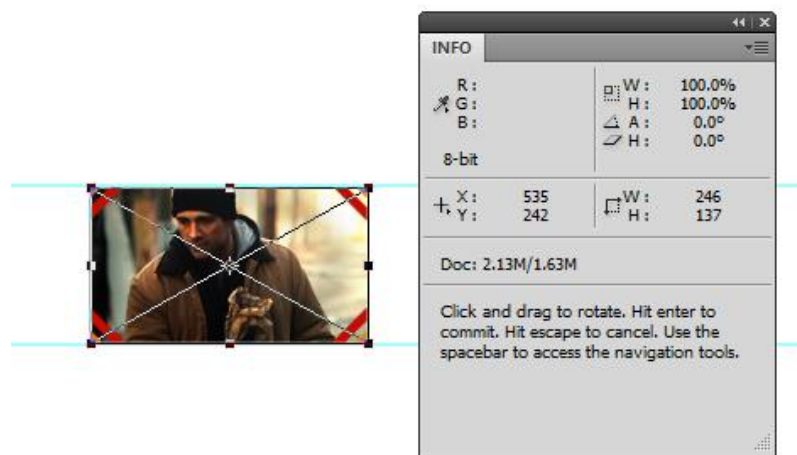 INFO
R :
G :
B :
8-bit
W : 100.0%
H : 100.0%
A : 0.0°
H : 0.0°
X : 535
Y : 242
W : 246
H : 137
Doc: 2.13M/1.63M
Click and drag to rotate. Hit enter to
commit. Hit escape to cancel. Use the
spacebar to access the navigation tools.